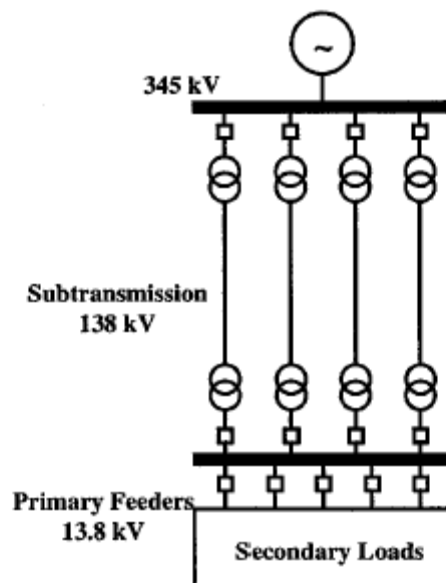 ~
345 kV
Subtransmission
138 kV
Primary Feeders
13.8 kV
Secondary Loads